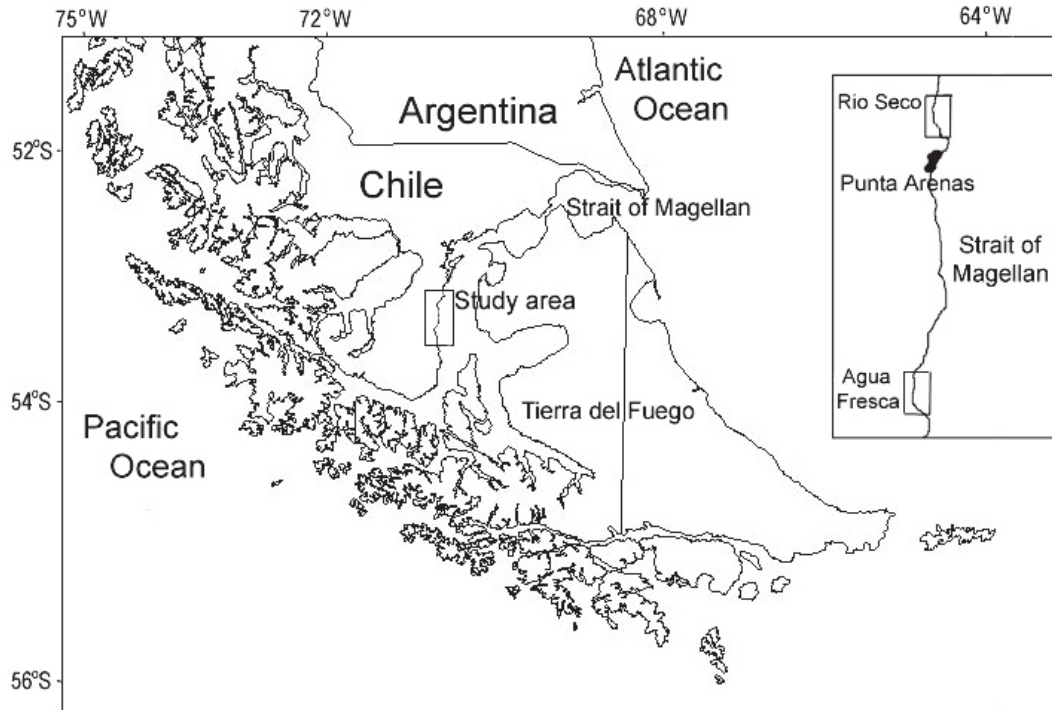 75°W
72°W
68°W
64°W
Atlantic
Ocean
Argentina
52°S
Chile
Strait of Magellan
Study area
54°S
Tierra del Fuego
Pacific
Ocean
56°S
Rio Seco
Punta Arenas
Strait of
Magellan
Agua
Fresca